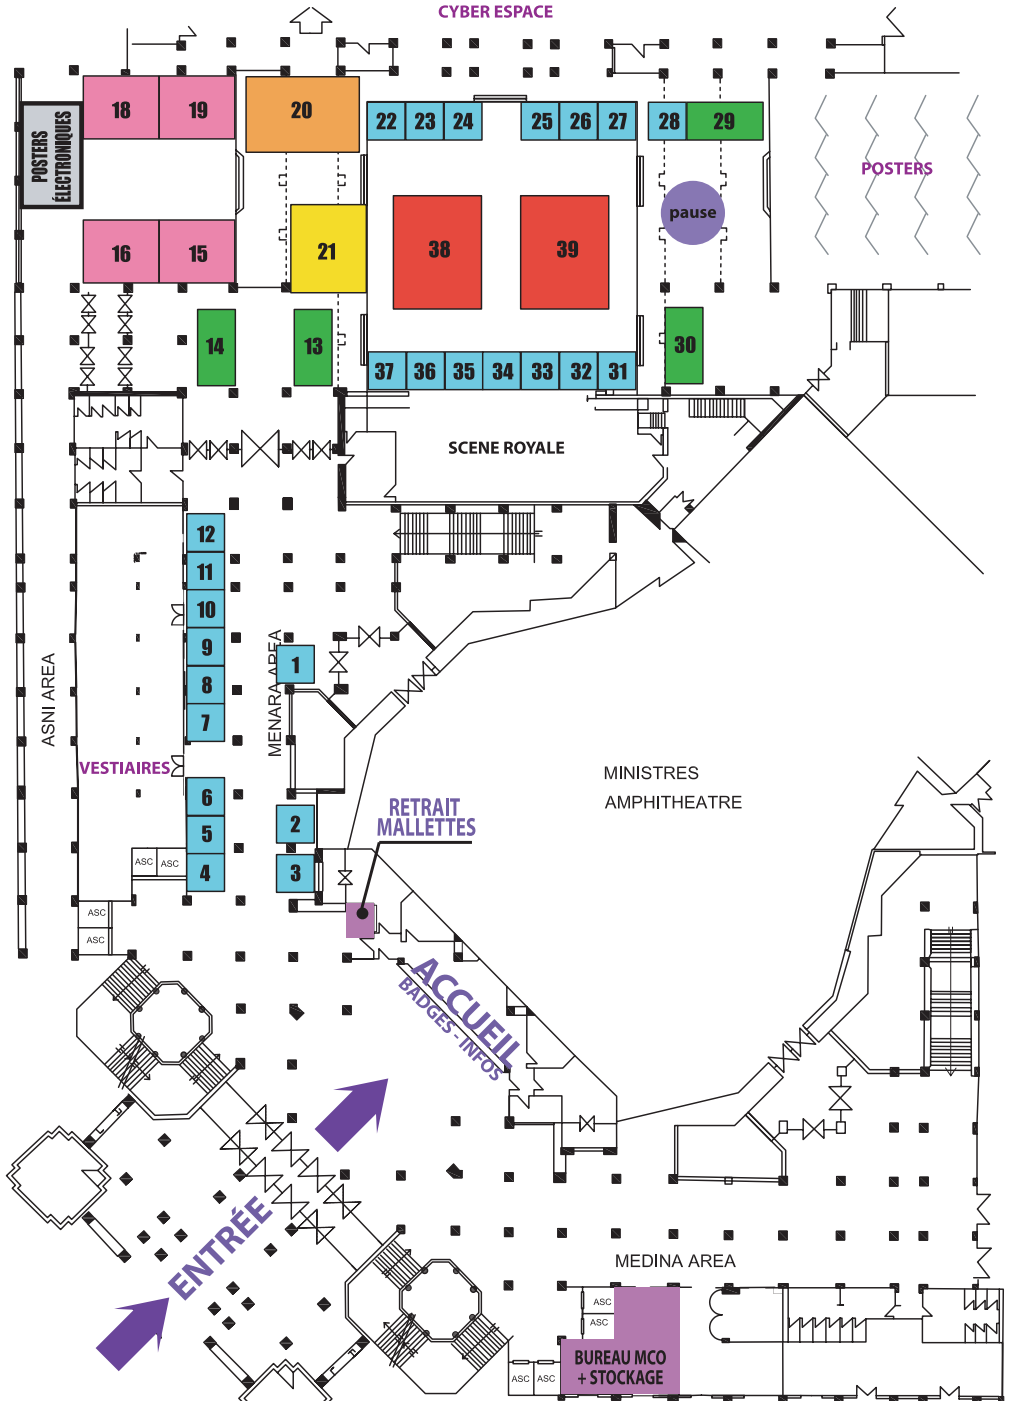 CYBER ESPACE
18
19
20
22
23
24
25
26
27
28
29
POSTERS
ÉLECTRONIQUES
POSTERS
pause
16
15
21
38
39
14
13
37
36
35
34
33
32
31
30
SCENE ROYALE
12
11
10
9
8
7
1
ASNI AREA
MENARA AREA
VESTIAIRES
6
5
4
2
3
MINISTRES
AMPHITHEATRE
RETRAIT
MALLETTES
ASC
ASC
ASC
ASC
ACCUEIL
BADGES - INFOS
ENTRÉE
MEDINA AREA
ASC
ASC
BUREAU MCO
+ STOCKAGE
ASC
ASC